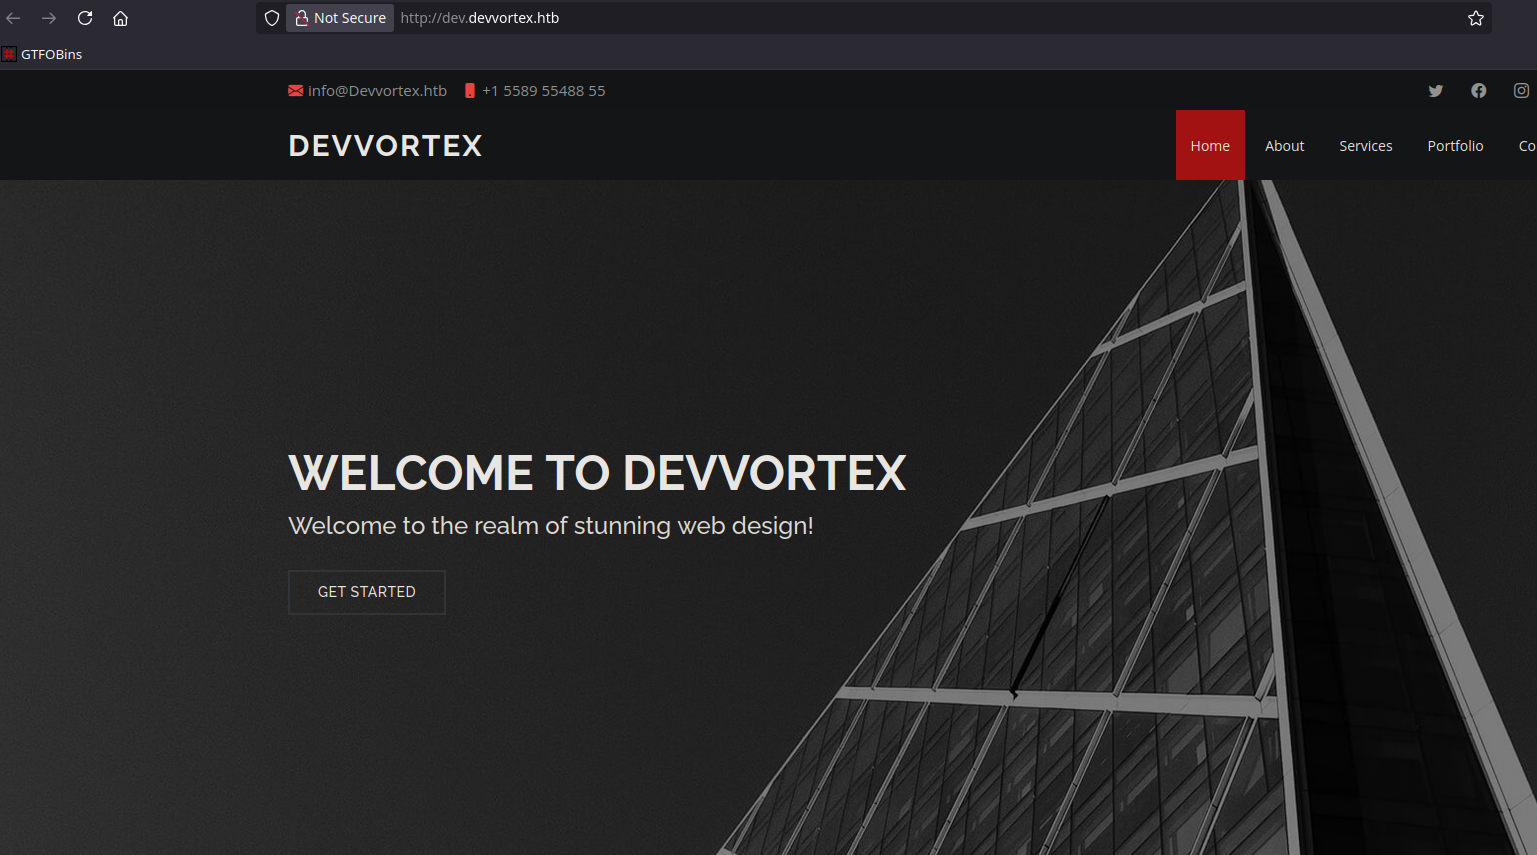 Not Secure http://dev.devvortex.htb
GTFOBins
info@Devvortex.htb +1 5589 55488 55
DEVVORTEX
Home About Services Portfolio Co
WELCOME TO DEVVORTEX
Welcome to the realm of stunning web design!
GET STARTED